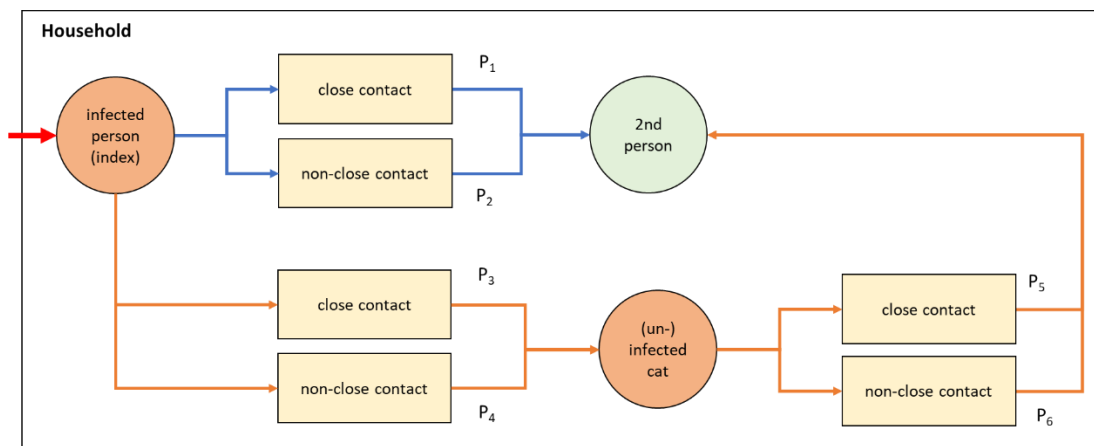 Household
P1
close contact
infected
person
(index)
2nd
person
non-close contact
P2
P3
close contact
P5
close contact
(un-)
infected
cat
non-close contact
P4
non-close contact
P6